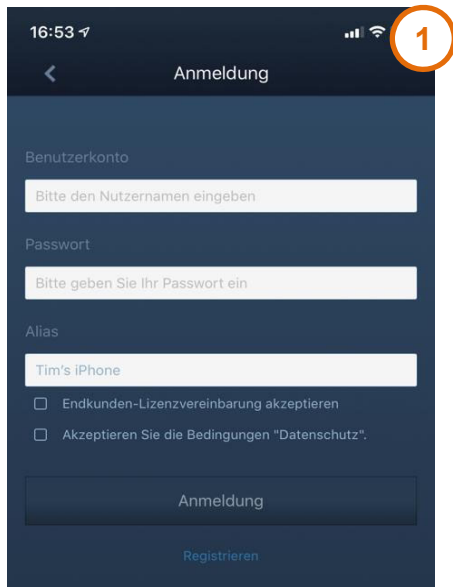 16:53
1
Anmeldung
Benutzerkonto
Bitte den Nutzernamen eingeben
Passwort
Bitte geben Sie Ihr Passwort ein
Alias
Tim's iPhone
Endkunden-Lizenzvereinbarung akzeptieren
Akzeptieren Sie die Bedingungen "Datenschutz".
Anmeldung
Registrieren